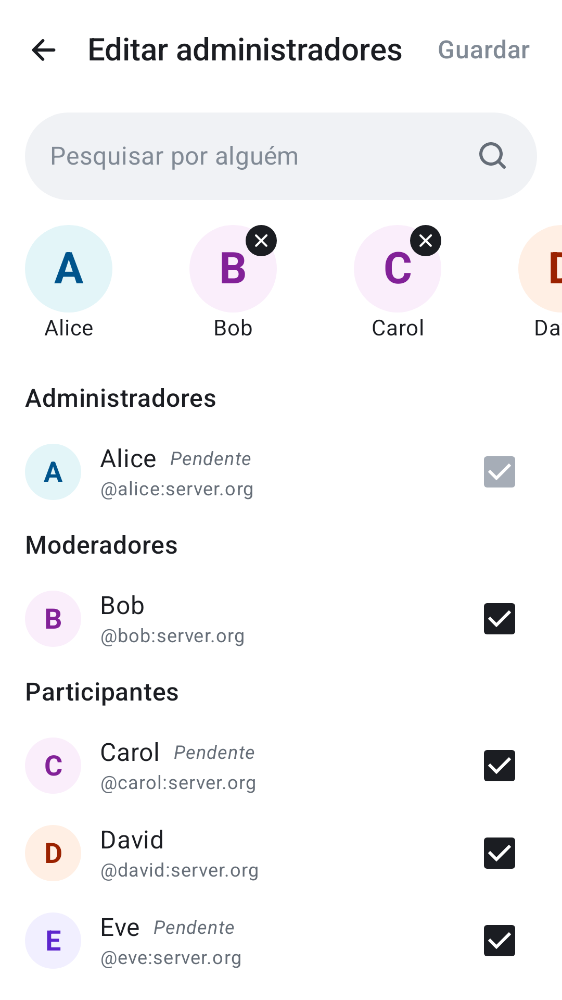 Editar administradores Guardar
Pesquisar por alguém
A B C D
Alice Bob Carol Da
Administradores
A Alice Pendente
@alice:server.org
Moderadores
B Bob
@bob:server.org
Participantes
C Carol Pendente
@carol:server.org
D David
@david:server.org
E Eve Pendente
@eve:server.org